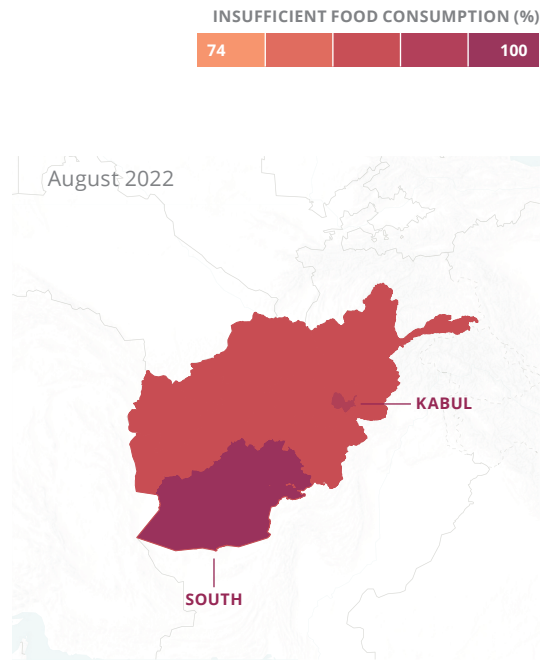 INSUFFICIENT FOOD CONSUMPTION (%)
74 100
August 2022
KABUL
SOUTH